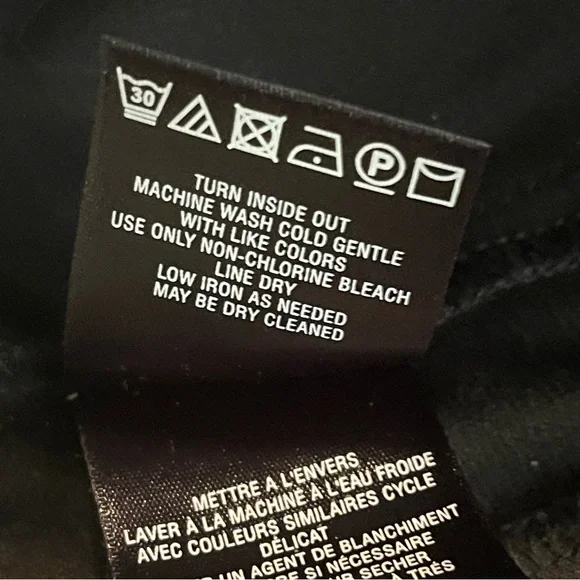 30
P
TURN INSIDE OUT
MACHINE WASH COLD GENTLE
WITH LIKE COLORS
USE ONLY NON-CHLORINE BLEACH
LINE DRY
LOW IRON AS NEEDED
MAY BE DRY CLEANED
METTRE A L'ENVERS
LAVER À LA MACHINE À L'EAU FROIDE
AVEC COULEURS SIMILAIRES CYCLE
DÉLICAT
UN AGENT DE BLANCHIMENT
SI NÉCESSAIRE
SECHER
TRÈS